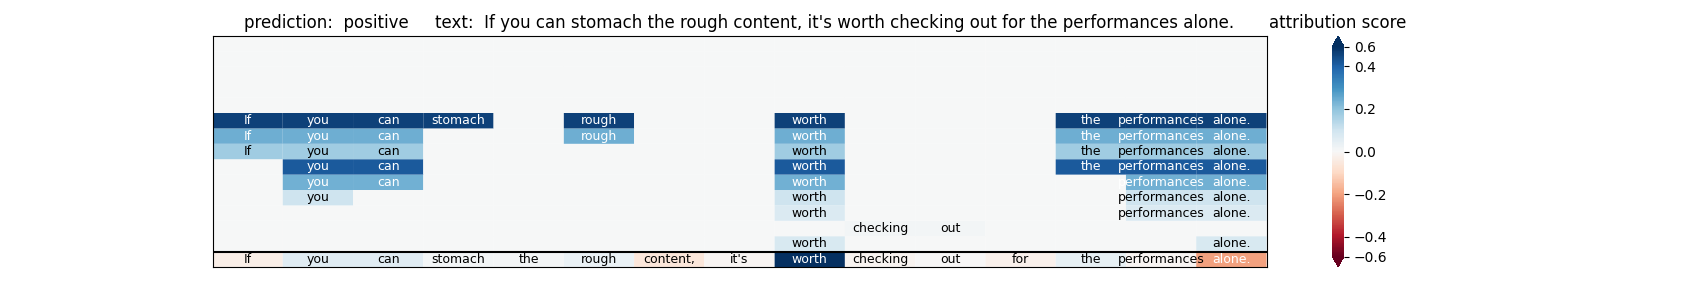 prediction:  positive     text:  If you can stomach the rough content, it's worth checking out for the performances alone.     attribution score
0.6
0.4
If you can stomach rough worth the performances alone.
If you can rough worth the performances alone.
0.2
If you can worth the performances alone.
0.0
you can worth the performances alone.
you can worth performances alone.
you worth performances alone.
−0.2
worth performances alone.
checking out
−0.4
worth alone.
If you can stomach the rough content, it's worth checking out for the performances alone.
−0.6